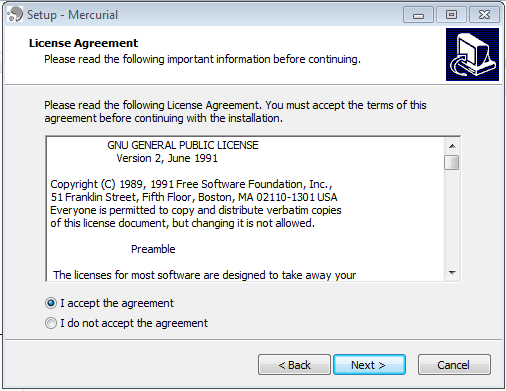 Setup - Mercurial
License Agreement
Please read the following important information before continuing.
Please read the following License Agreement. You must accept the terms of this
agreement before continuing with the installation.
GNU GENERAL PUBLIC LICENSE
Version 2, June 1991
Copyright (C) 1989, 1991 Free Software Foundation, Inc.,
51 Franklin Street, Fifth Floor, Boston, MA 02110-1301 USA
Everyone is permitted to copy and distribute verbatim copies
of this license document, but changing it is not allowed.
Preamble
The licenses for most software are designed to take away your
I accept the agreement
I do not accept the agreement
< Back
Next >
Cancel